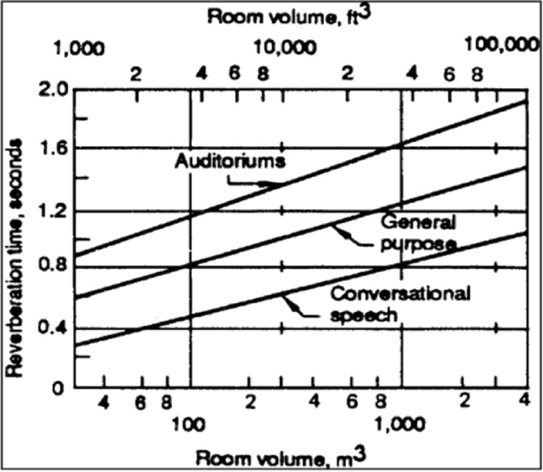 Room volume, ft3
1,000 10,000 100,000
2 4 6 8 2 4 6 8
2.0
1.6
Auditoriums
1.2
General
purpose
0.8
Conversational
speech
0.4
0
Reverberation time, seconds
4 6 8 2 4 6 8 2 4
100 1,000
Room volume, m3